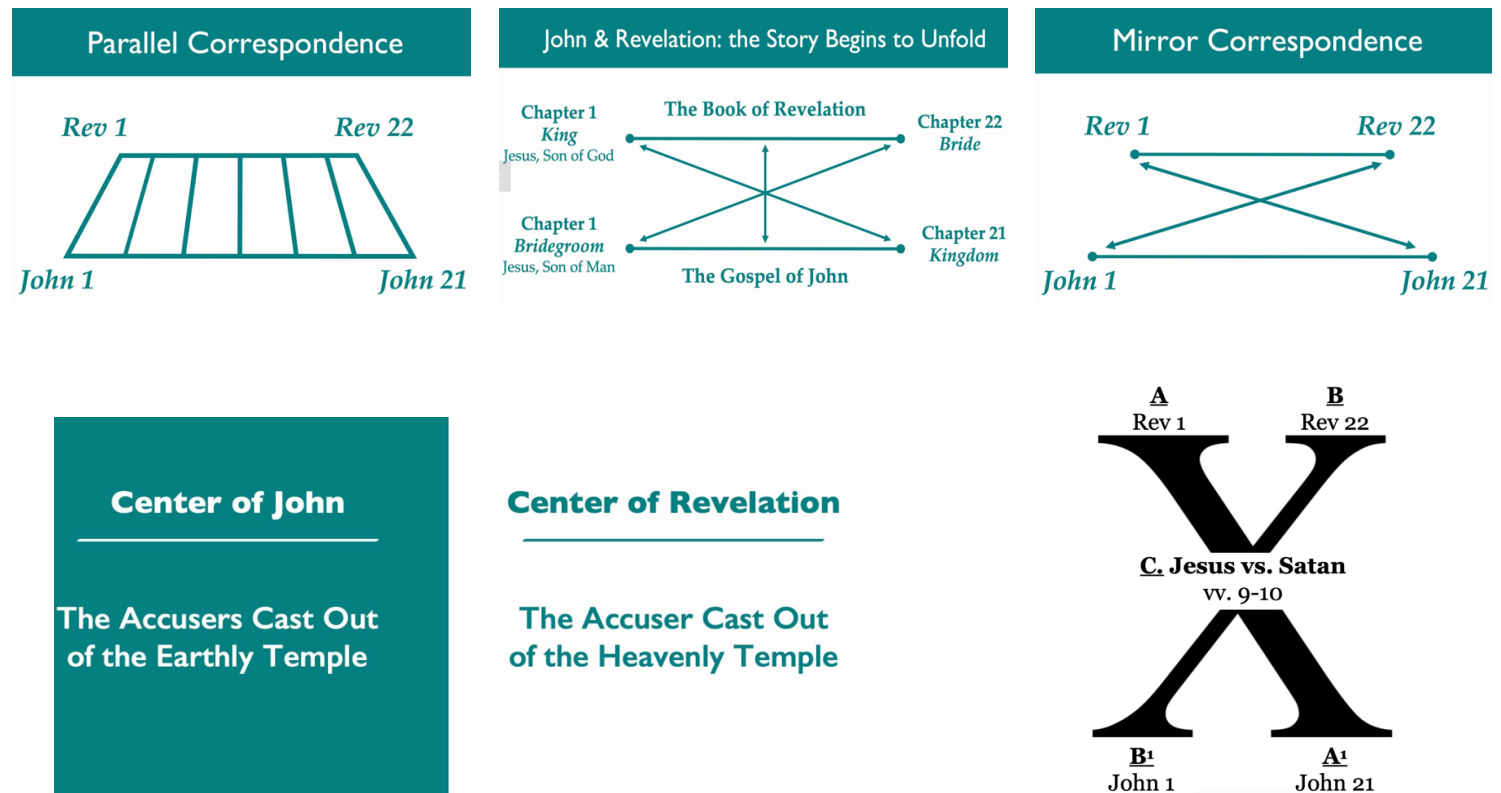 Parallel Correspondence
Rev 1
Rev 22
John 1
John 21
John & Revelation: the Story Begins to Unfold
Chapter 1
King
Jesus, Son of God
The Book of Revelation
Chapter 22
Bride
Chapter 1
Bridegroom
Jesus, Son of Man
The Gospel of John
Chapter 21
Kingdom
Mirror Correspondence
Rev 1
Rev 22
John 1
John 21
Center of John
The Accusers Cast Out
of the Earthly Temple
Center of Revelation
The Accuser Cast Out
of the Heavenly Temple
A
Rev 1
B
Rev 22
C. Jesus vs. Satan
vv. 9-10
B¹
John 1
A¹
John 21